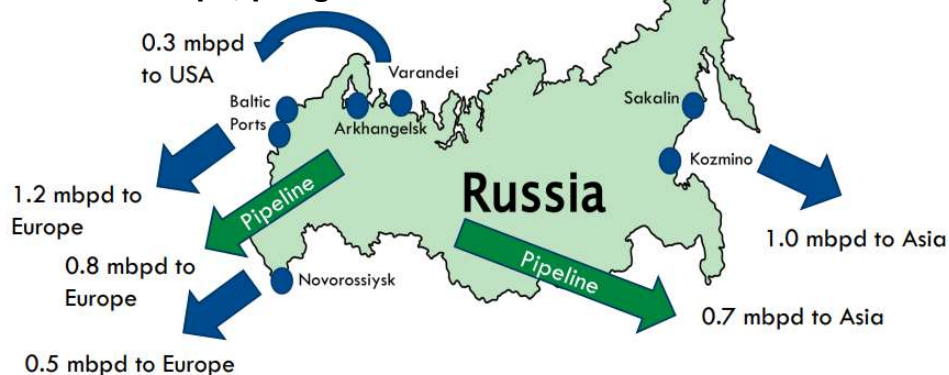 0.3 mbpd
to USA
Varandei
Baltic
Ports
Arkhangelsk
Sakalin
Kozmino
Russia
1.2 mbpd to
Europe
Pipeline
0.8 mbpd to
Europe
Novorossiysk
0.5 mbpd to Europe
Pipeline
1.0 mbpd to Asia
0.7 mbpd to Asia